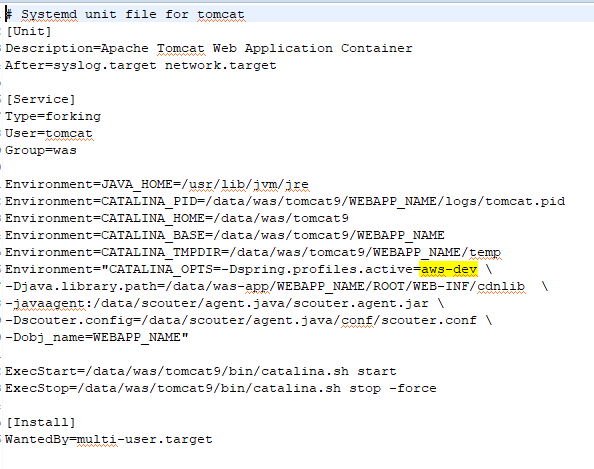 # Systemd unit file for tomcat
[Unit]
Description=Apache Tomcat Web Application Container
After=syslog.target network.target
[Service]
Type=forking
User=tomcat
Group=was
Environment=JAVA_HOME=/usr/lib/jvm/jre
Environment=CATALINA_PID=/data/was/tomcat9/WEBAPP_NAME/logs/tomcat.pid
Environment=CATALINA_HOME=/data/was/tomcat9
Environment=CATALINA_BASE=/data/was/tomcat9/WEBAPP_NAME
Environment=CATALINA_TMPDIR=/data/was/tomcat9/WEBAPP_NAME/temp
Environment="CATALINA_OPTS=-Dspring.profiles.active=aws-dev \
-Djava.library.path=/data/was-app/WEBAPP_NAME/ROOT/WEB-INF/cdnlib  \
-javaagent:/data/scouter/agent.java/scouter.agent.jar \
-Dscouter.config=/data/scouter/agent.java/conf/scouter.conf \
-Dobj_name=WEBAPP_NAME"
ExecStart=/data/was/tomcat9/bin/catalina.sh start
ExecStop=/data/was/tomcat9/bin/catalina.sh stop -force
[Install]
WantedBy=multi-user.target